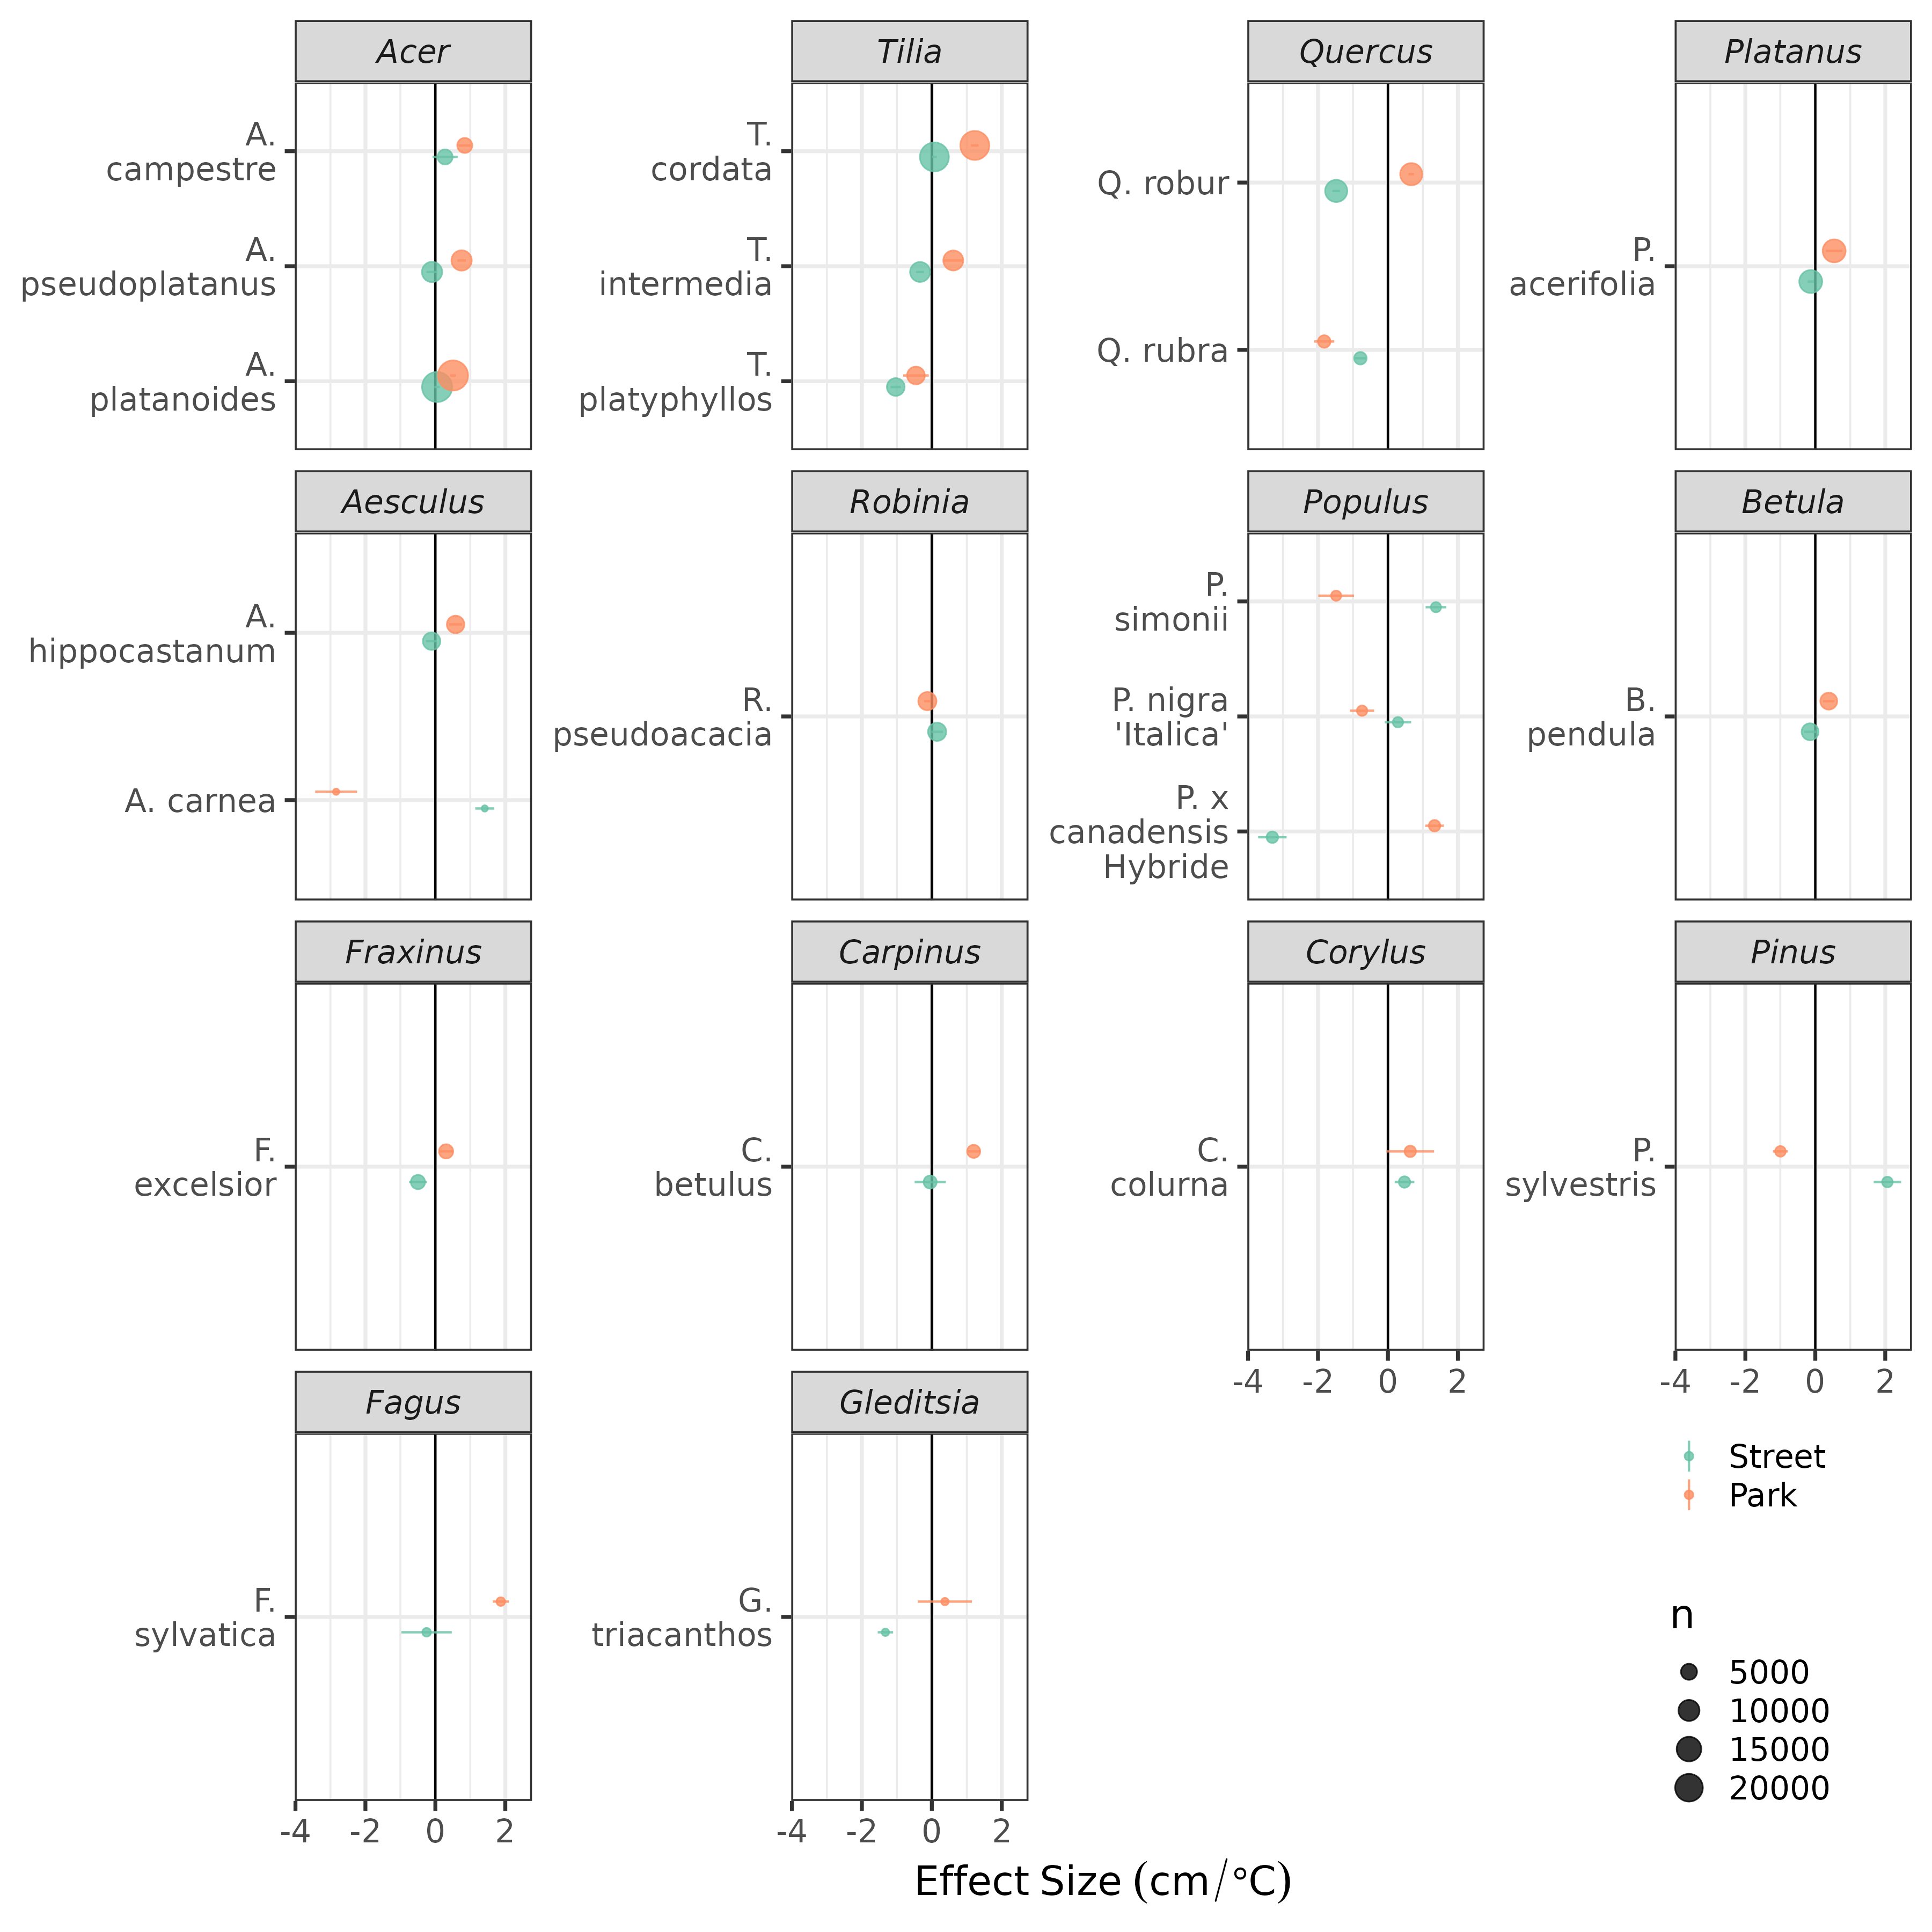 Acer
Tilia
Quercus
Platanus
A.
campestre
A.
pseudoplatanus
A.
platanoides
T.
cordata
T.
intermedia
T.
platyphyllos
Q. robur
Q. rubra
P.
acerifolia
Aesculus
Robinia
Populus
Betula
A.
hippocastanum
A. carnea
R.
pseudoacacia
P.
simonii
P. nigra
'Italica'
P. x
canadensis
Hybride
B.
pendula
Fraxinus
Carpinus
Corylus
Pinus
F.
excelsior
C.
betulus
C.
colurna
P.
sylvestris
-4 -2 0 2
-4 -2 0 2
Fagus
Gleditsia
F.
sylvatica
G.
triacanthos
-4 -2 0 2
-4 -2 0 2
Street
Park
n
5000
10000
15000
20000
Effect Size (cm/°C)